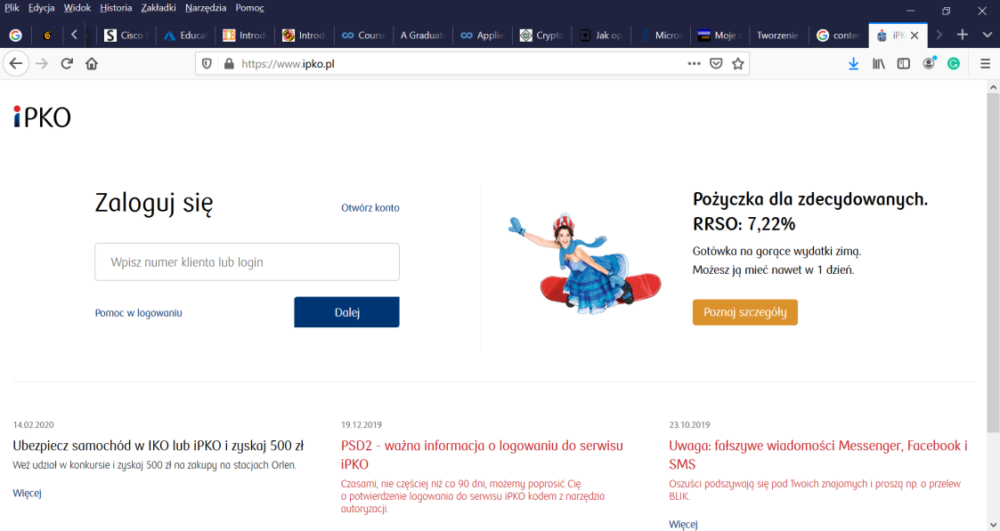 Plik Edycja Widok Historia Zakładki Narzędzia Pomoc
Cisco Educa Introd Introd Course A Graduat Applie Crypto Jak op Micros Moje z Tworzenie conter iPK
https://www.ipko.pl
iPKO
Zaloguj się
Otwórz konto
Wpisz numer klienta lub login
Pomoc w logowaniu
Dalej
Pożyczka dla zdecydowanych.
RRSO: 7,22%
Gotówka na gorące wydatki zimą.
Możesz ją mieć nawet w 1 dzień.
Poznaj szczegóły
14.02.2020
Ubezpiecz samochód w IKO lub iPKO i zyskaj 500 zł
Weź udział w konkursie i zyskaj 500 zł na zakupy na stacjach Orlen.
Więcej
19.12.2019
PSD2 - ważna informacja o logowaniu do serwisu
iPKO
Czasami, nie częściej niż co 90 dni, możemy poprosić Cię
o potwierdzenie logowania do serwisu iPKO kodem z narzędzia
autoryzacji.
23.10.2019
Uwaga: fałszywe wiadomości Messenger, Facebook i
SMS
Oszuści podszywają się pod Twoich znajomych i proszą np. o przelew
BLIK.
Więcej